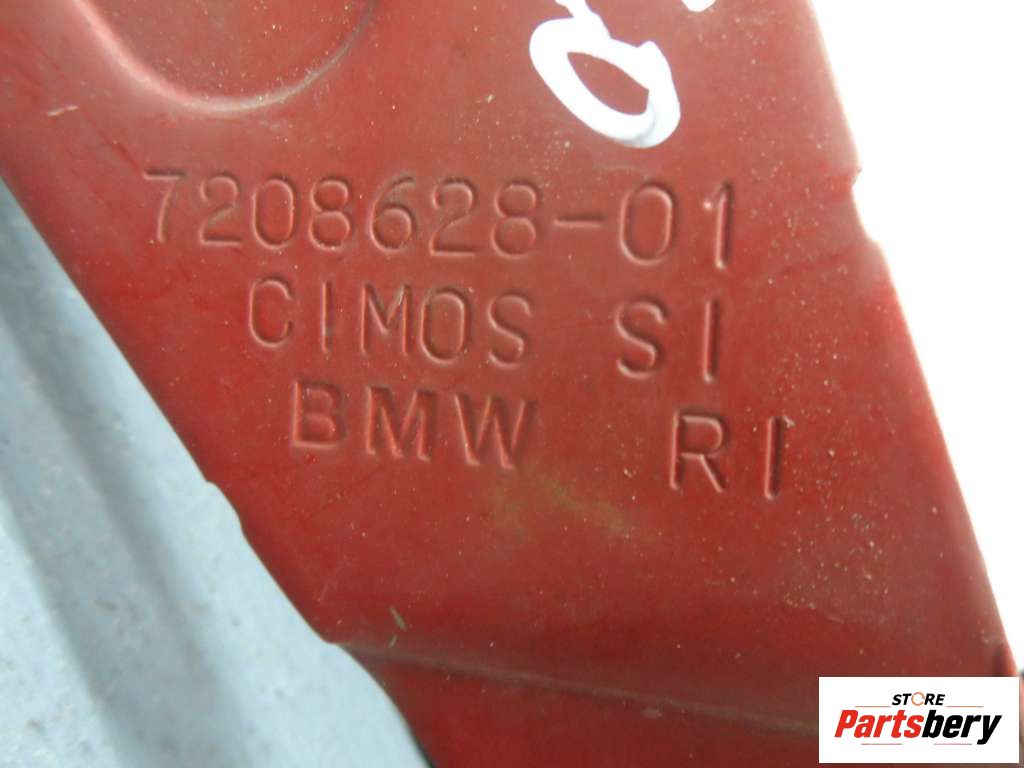 7208628-01
CIMOS SI
BMW RI
STORE
Partsbery